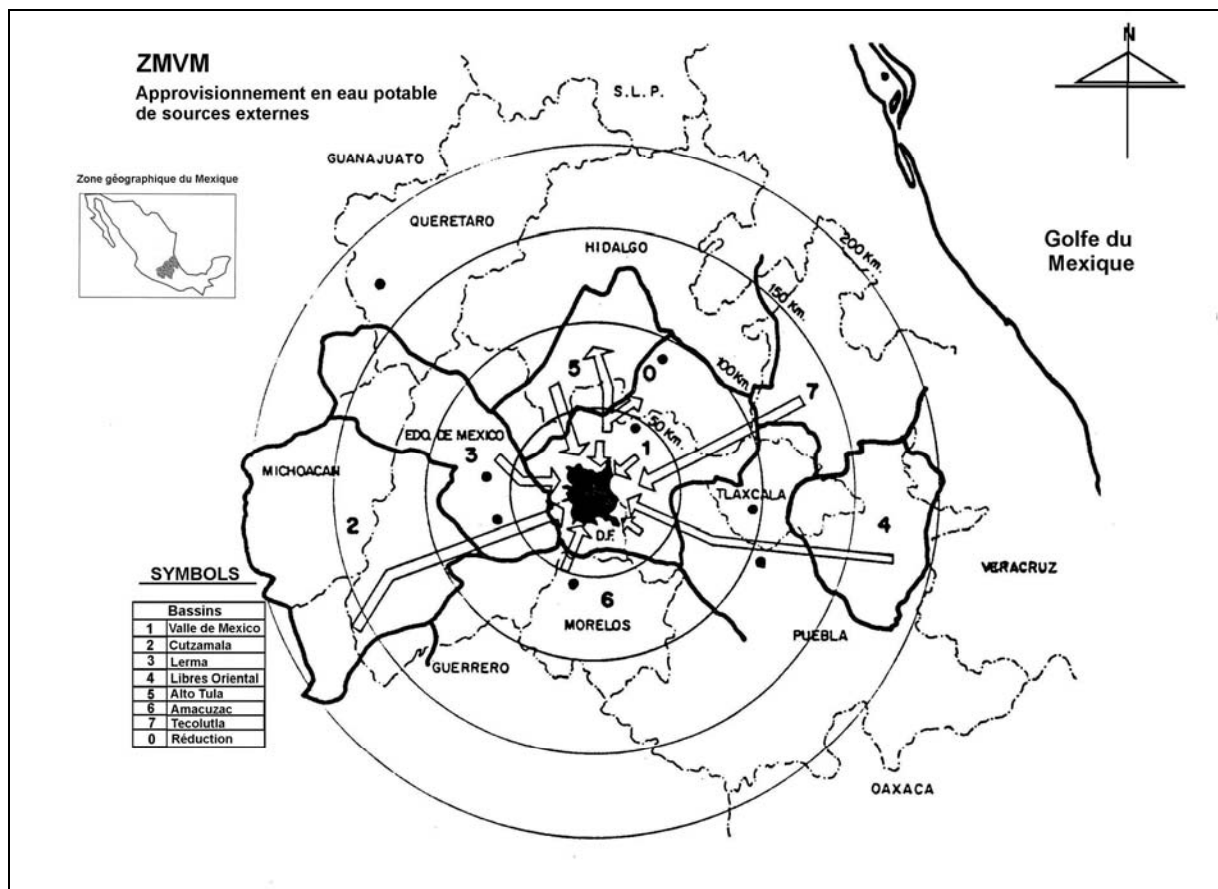 ZMVM
Approvisionnement en eau potable
de sources externes
N
S.L.P.
GUANAJUATO
Zone géographique du Mexique
QUERETARO
HIDALGO
200 Km.
Golfe du
Mexique
150 Km.
100 Km.
5
0
7
50 Km.
EDO. DE MEXICO
1
3
MICHOACAN
TLAXCALA
2
4
D.F.
VERACRUZ
SYMBOLS
6
MORELOS
PUEBLA
GUERRERO
Bassins
1 Valle de Mexico
2 Cutzamala
3 Lerma
4 Libres Oriental
5 Alto Tula
6 Amacuzac
7 Tecolutla
0 Réduction
OAXACA